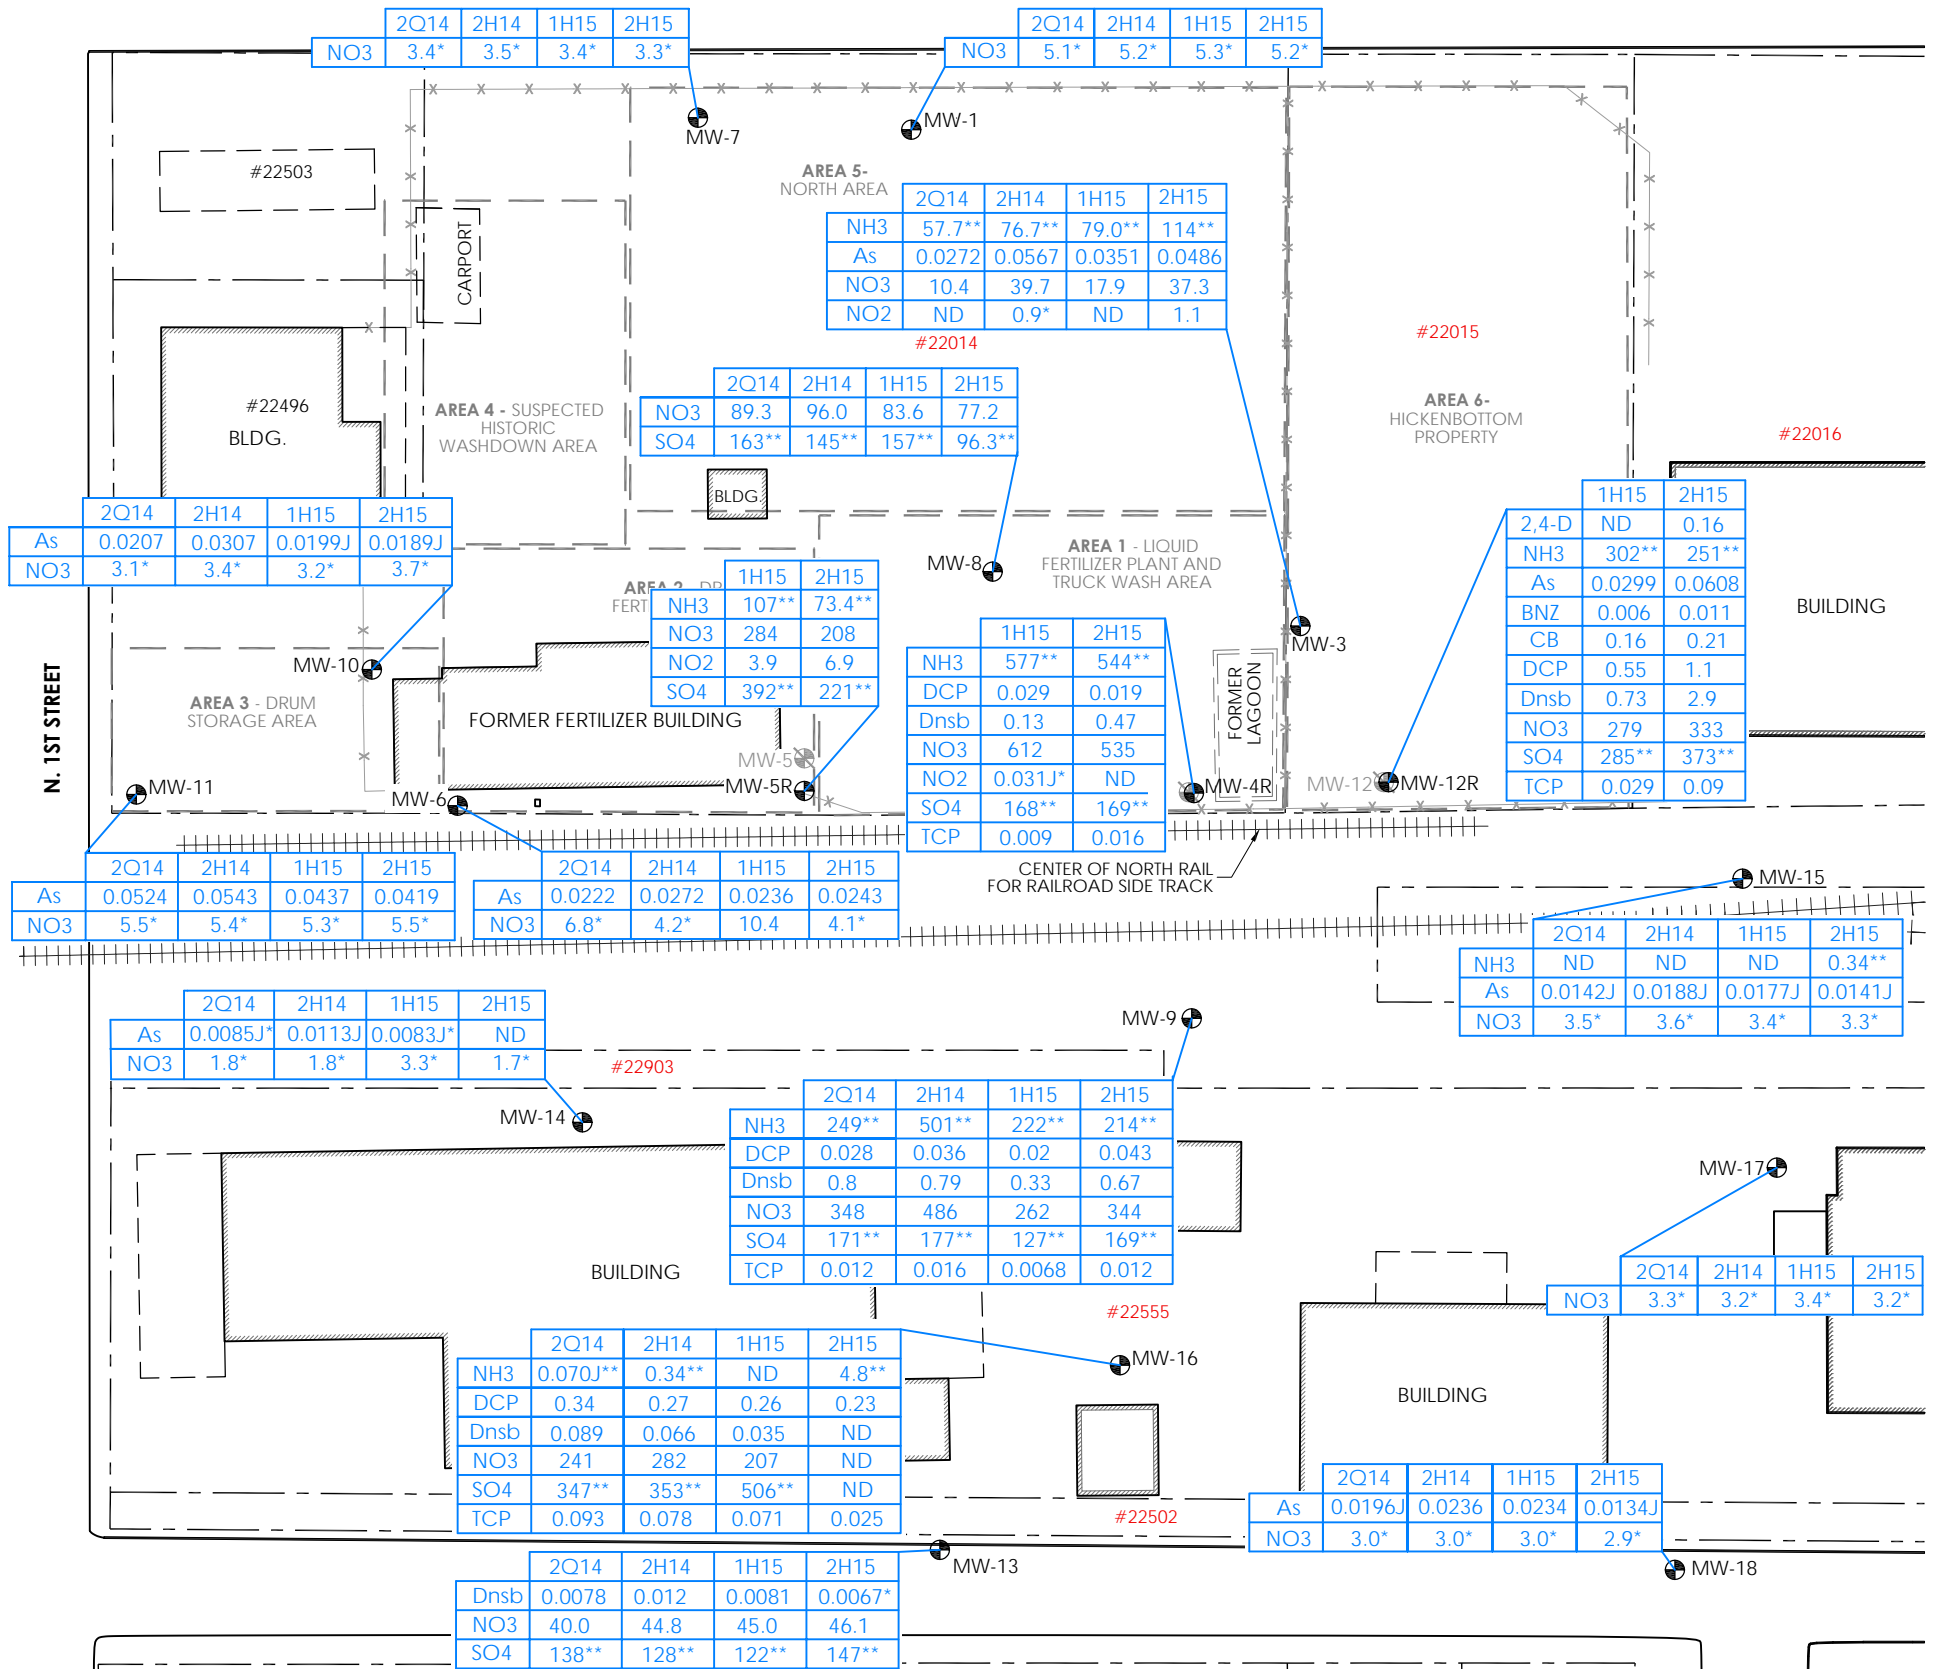 2Q14 2H14 1H15 2H15
NO3 3.4* 3.5* 3.4* 3.3*
2Q14 2H14 1H15 2H15
NO3 5.1* 5.2* 5.3* 5.2*
MW-7
MW-1
#22503
AREA 5-
NORTH AREA
CARPORT
2Q14 2H14 1H15 2H15
NH3 57.7** 76.7** 79.0** 114**
As 0.0272 0.0567 0.0351 0.0486
NO3 10.4 39.7 17.9 37.3
NO2 ND 0.9* ND 1.1
#22014
#22015
#22496
BLDG.
AREA 4 - SUSPECTED
HISTORIC
WASHDOWN AREA
2Q14 2H14 1H15 2H15
NO3 89.3 96.0 83.6 77.2
SO4 163** 145** 157** 96.3**
AREA 6-
HICKENBOTTOM
PROPERTY
#22016
BLDG.
2Q14 2H14 1H15 2H15
As 0.0207 0.0307 0.0199J 0.0189J
NO3 3.1* 3.4* 3.2* 3.7*
MW-8
AREA 1 - LIQUID
FERTILIZER PLANT AND
TRUCK WASH AREA
AREA 2 - DR
FERT
1H15 2H15
NH3 107** 73.4**
NO3 284 208
NO2 3.9 6.9
SO4 392** 221**
1H15 2H15
2,4-D ND 0.16
NH3 302** 251**
As 0.0299 0.0608
BNZ 0.006 0.011
CB 0.16 0.21
DCP 0.55 1.1
Dnsb 0.73 2.9
NO3 279 333
SO4 285** 373**
TCP 0.029 0.09
BUILDING
1H15 2H15
NH3 577** 544**
DCP 0.029 0.019
Dnsb 0.13 0.47
NO3 612 535
NO2 0.031J* ND
SO4 168** 169**
TCP 0.009 0.016
MW-3
MW-10
N. 1ST STREET
AREA 3 - DRUM
STORAGE AREA
FORMER FERTILIZER BUILDING
FORMER
LAGOON
MW-5
MW-5R
MW-4R
MW-12
MW-12R
MW-11
MW-6
2Q14 2H14 1H15 2H15
As 0.0524 0.0543 0.0437 0.0419
NO3 5.5* 5.4* 5.3* 5.5*
2Q14 2H14 1H15 2H15
As 0.0222 0.0272 0.0236 0.0243
NO3 6.8* 4.2* 10.4 4.1*
CENTER OF NORTH RAIL
FOR RAILROAD SIDE TRACK
MW-15
2Q14 2H14 1H15 2H15
NH3 ND ND ND 0.34**
As 0.0142J 0.0188J 0.0177J 0.0141J
NO3 3.5* 3.6* 3.4* 3.3*
2Q14 2H14 1H15 2H15
As 0.0085J* 0.0113J 0.0083J* ND
NO3 1.8* 1.8* 3.3* 1.7*
MW-9
#22903
MW-14
2Q14 2H14 1H15 2H15
NH3 249** 501** 222** 214**
DCP 0.028 0.036 0.02 0.043
Dnsb 0.8 0.79 0.33 0.67
NO3 348 486 262 344
SO4 171** 177** 127** 169**
TCP 0.012 0.016 0.0068 0.012
MW-17
BUILDING
2Q14 2H14 1H15 2H15
NO3 3.3* 3.2* 3.4* 3.2*
#22555
2Q14 2H14 1H15 2H15
NH3 0.070J** 0.34** ND 4.8**
DCP 0.34 0.27 0.26 0.23
Dnsb 0.089 0.066 0.035 ND
NO3 241 282 207 ND
SO4 347** 353** 506** ND
TCP 0.093 0.078 0.071 0.025
MW-16
BUILDING
2Q14 2H14 1H15 2H15
As 0.0196J 0.0236 0.0234 0.0134J
NO3 3.0* 3.0* 3.0* 2.9*
#22502
MW-13
MW-18
2Q14 2H14 1H15 2H15
Dnsb 0.0078 0.012 0.0081 0.0067*
NO3 40.0 44.8 45.0 46.1
SO4 138** 128** 122** 147**